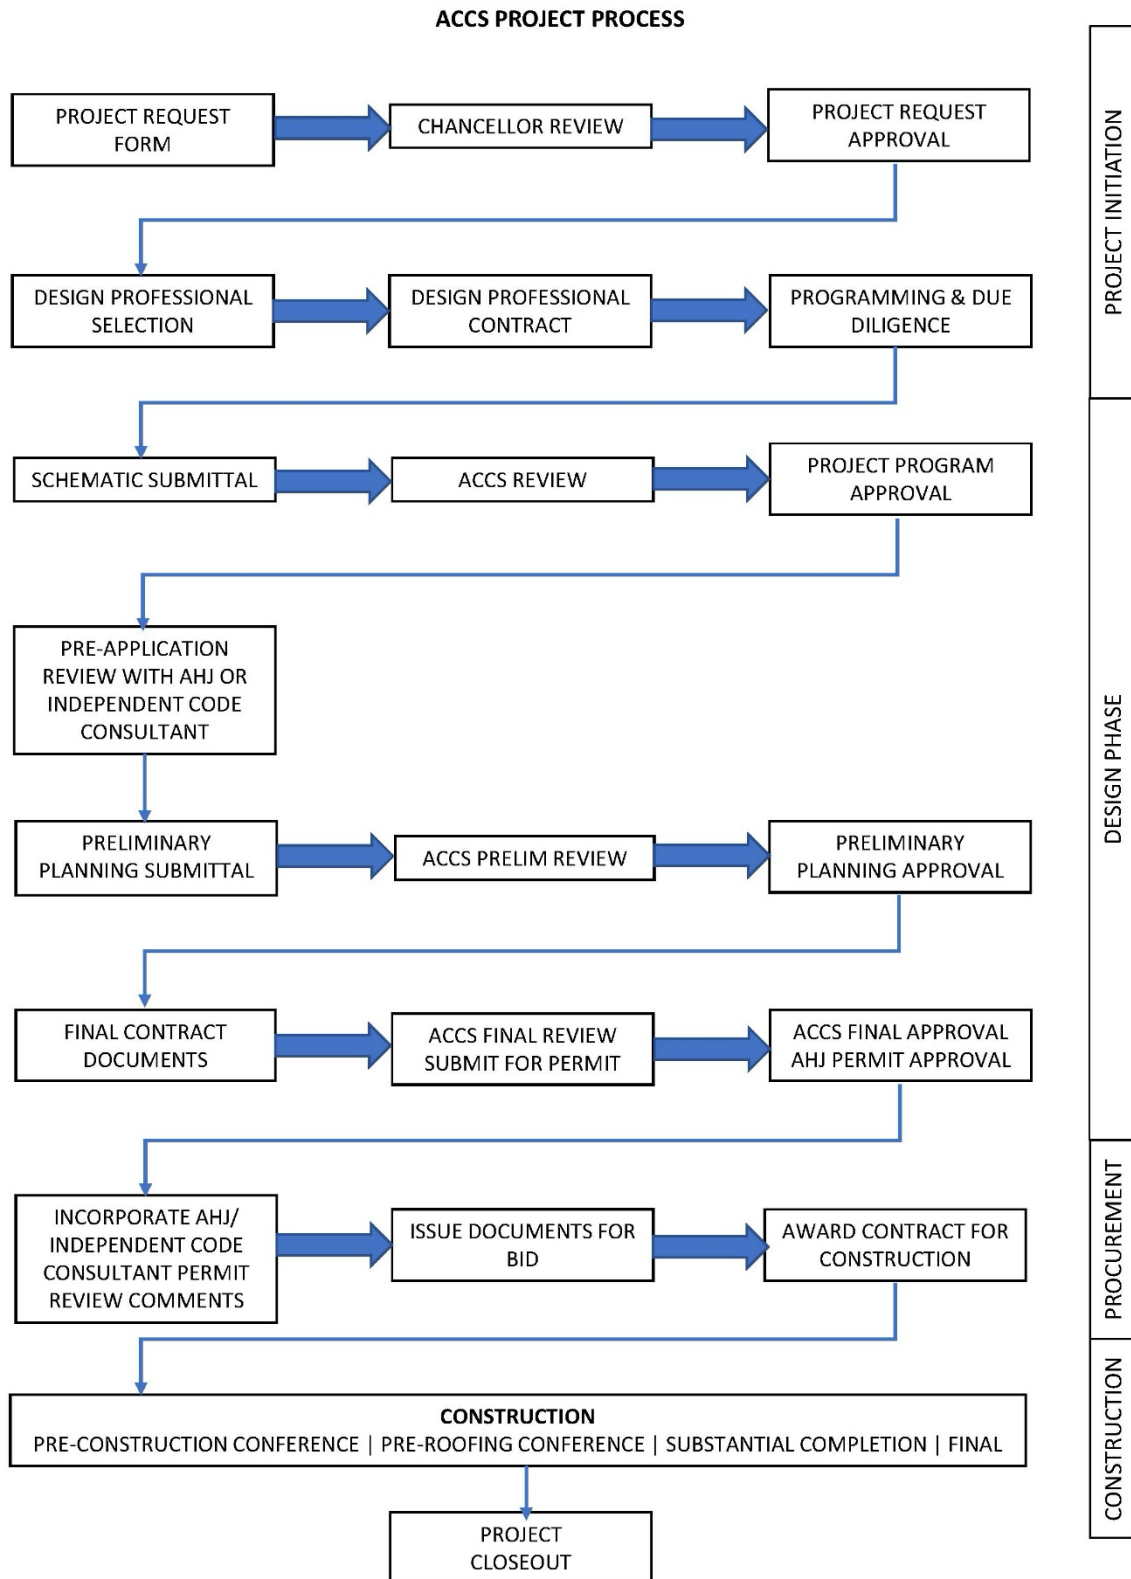 ACCS PROJECT PROCESS
PROJECT REQUEST
FORM
CHANCELLOR REVIEW
PROJECT REQUEST
APPROVAL
DESIGN PROFESSIONAL
SELECTION
DESIGN PROFESSIONAL
CONTRACT
PROGRAMMING & DUE
DILIGENCE
PROJECT INITIATION
SCHEMATIC SUBMITTAL
ACCS REVIEW
PROJECT PROGRAM
APPROVAL
PRE-APPLICATION
REVIEW WITH AHJ OR
INDEPENDENT CODE
CONSULTANT
PRELIMINARY
PLANNING SUBMITTAL
ACCS PRELIM REVIEW
PRELIMINARY
PLANNING APPROVAL
FINAL CONTRACT
DOCUMENTS
ACCS FINAL REVIEW
SUBMIT FOR PERMIT
ACCS FINAL APPROVAL
AHJ PERMIT APPROVAL
DESIGN PHASE
INCORPORATE AHJ/
INDEPENDENT CODE
CONSULTANT PERMIT
REVIEW COMMENTS
ISSUE DOCUMENTS FOR
BID
AWARD CONTRACT FOR
CONSTRUCTION
PROCUREMENT
CONSTRUCTION
PRE-CONSTRUCTION CONFERENCE | PRE-ROOFING CONFERENCE | SUBSTANTIAL COMPLETION | FINAL
PROJECT
CLOSEOUT
CONSTRUCTION